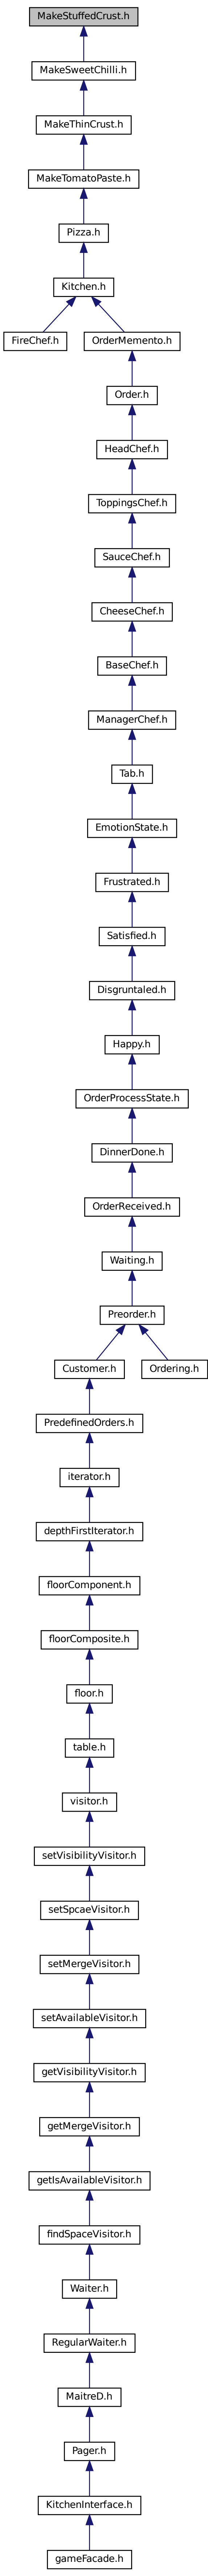 MakeStuffedCrust.h
MakeSweetChilli.h
MakeThinCrust.h
MakeTomatoPaste.h
Pizza.h
Kitchen.h
FireChef.h
OrderMemento.h
Order.h
HeadChef.h
ToppingsChef.h
SauceChef.h
CheeseChef.h
BaseChef.h
ManagerChef.h
Tab.h
EmotionState.h
Frustrated.h
Satisfied.h
Disgruntaled.h
Happy.h
OrderProcessState.h
DinnerDone.h
OrderReceived.h
Waiting.h
Preorder.h
Customer.h
Ordering.h
PredefinedOrders.h
iterator.h
depthFirstIterator.h
floorComponent.h
floorComposite.h
floor.h
table.h
visitor.h
setVisibilityVisitor.h
setSpcaeVisitor.h
setMergeVisitor.h
setAvailableVisitor.h
getVisibilityVisitor.h
getMergeVisitor.h
getIsAvailableVisitor.h
findSpaceVisitor.h
Waiter.h
RegularWaiter.h
MaitreD.h
Pager.h
KitchenInterface.h
gameFacade.h